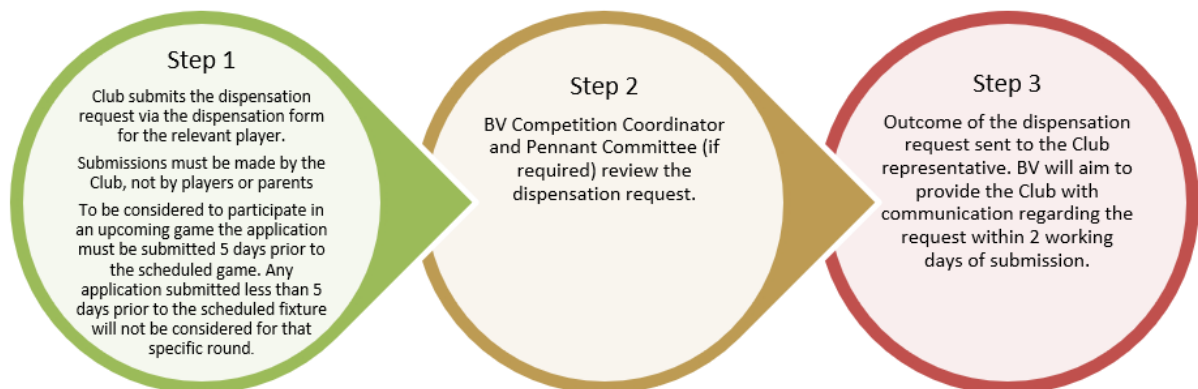 Step 1
Club submits the dispensation
request via the dispensation form
for the relevant player.
Submissions must be made by the
Club, not by players or parents
To be considered to participate in
an upcoming game the application
must be submitted 5 days prior to
the scheduled game. Any
application submitted less than 5
days prior to the scheduled fixture
will not be considered for that
specific round.
Step 2
BV Competition Coordinator
and Pennant Committee (if
required) review the
dispensation request.
Step 3
Outcome of the dispensation
request sent to the Club
representative. BV will aim to
provide the Club with
communication regarding the
request within 2 working
days of submission.